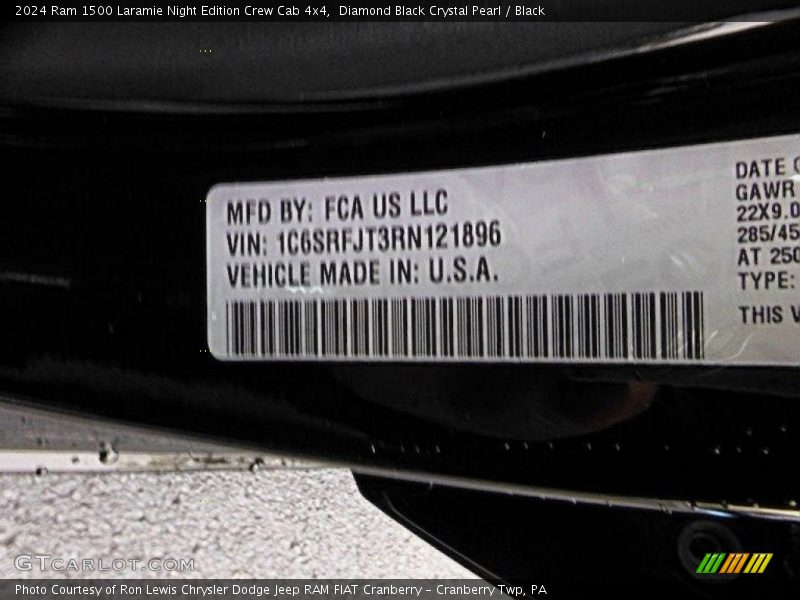 2024 Ram 1500 Laramie Night Edition Crew Cab 4x4,  Diamond Black Crystal Pearl / Black
MFD BY: FCA US LLC
VIN: 1C6SRFJT3RN121896
VEHICLE MADE IN: U.S.A.
DATE
GAWR
22X9.0
285/45
AT 250
TYPE:
THIS
GTCARLOT.COM
Photo Courtesy of Ron Lewis Chrysler Dodge Jeep RAM FIAT Cranberry – Cranberry Twp, PA